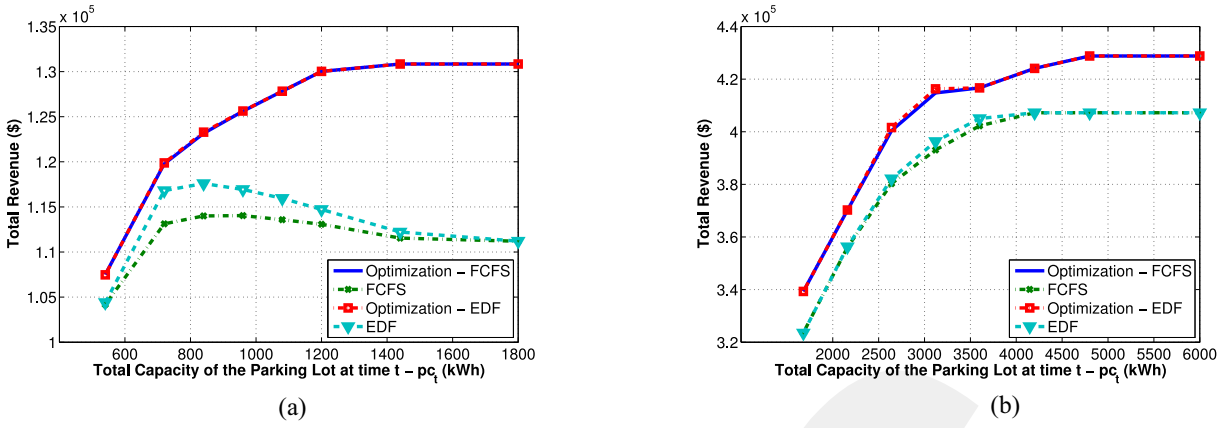 x 10⁵
1.35
1.3
1.25
1.2
1.15
1.1
1.05
1
Total Revenue ($)
600 800 1000 1200 1400 1600 1800
Total Capacity of the Parking Lot at time t − pc_t (kWh)
Optimization − FCFS
FCFS
Optimization − EDF
EDF
(a)
x 10⁵
4.4
4.2
4
3.8
3.6
3.4
3.2
Total Revenue ($)
2000 2500 3000 3500 4000 4500 5000 5500 6000
Total Capacity of the Parking Lot at time t − pc_t (kWh)
Optimization − FCFS
FCFS
Optimization − EDF
EDF
(b)